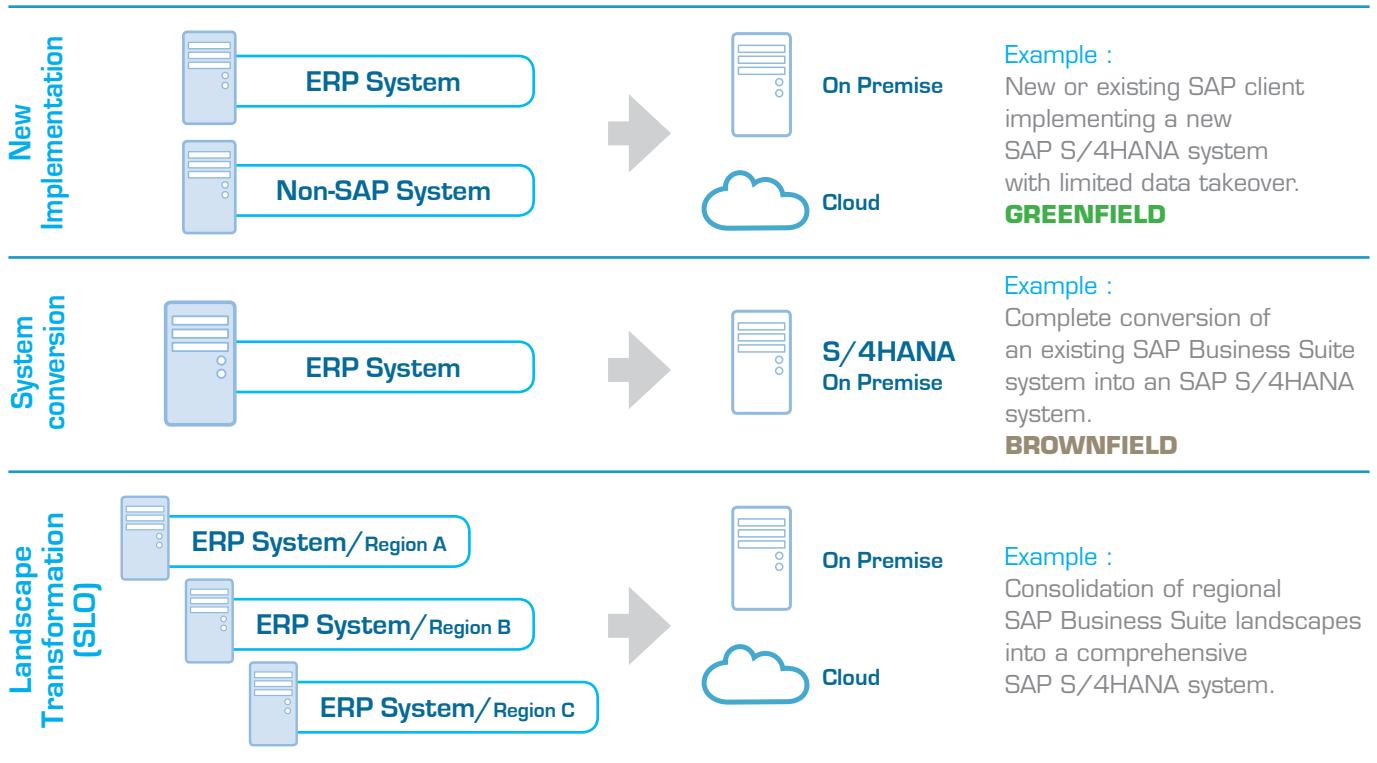 New
Implementation
ERP System
Non-SAP System
On Premise
Cloud
Example :
New or existing SAP client
implementing a new
SAP S/4HANA system
with limited data takeover.
GREENFIELD
System
conversion
ERP System
S/4HANA
On Premise
Example :
Complete conversion of
an existing SAP Business Suite
system into an SAP S/4HANA
system.
BROWNFIELD
Landscape
Transformation
(SLO)
ERP System/Region A
ERP System/Region B
ERP System/Region C
On Premise
Cloud
Example :
Consolidation of regional
SAP Business Suite landscapes
into a comprehensive
SAP S/4HANA system.